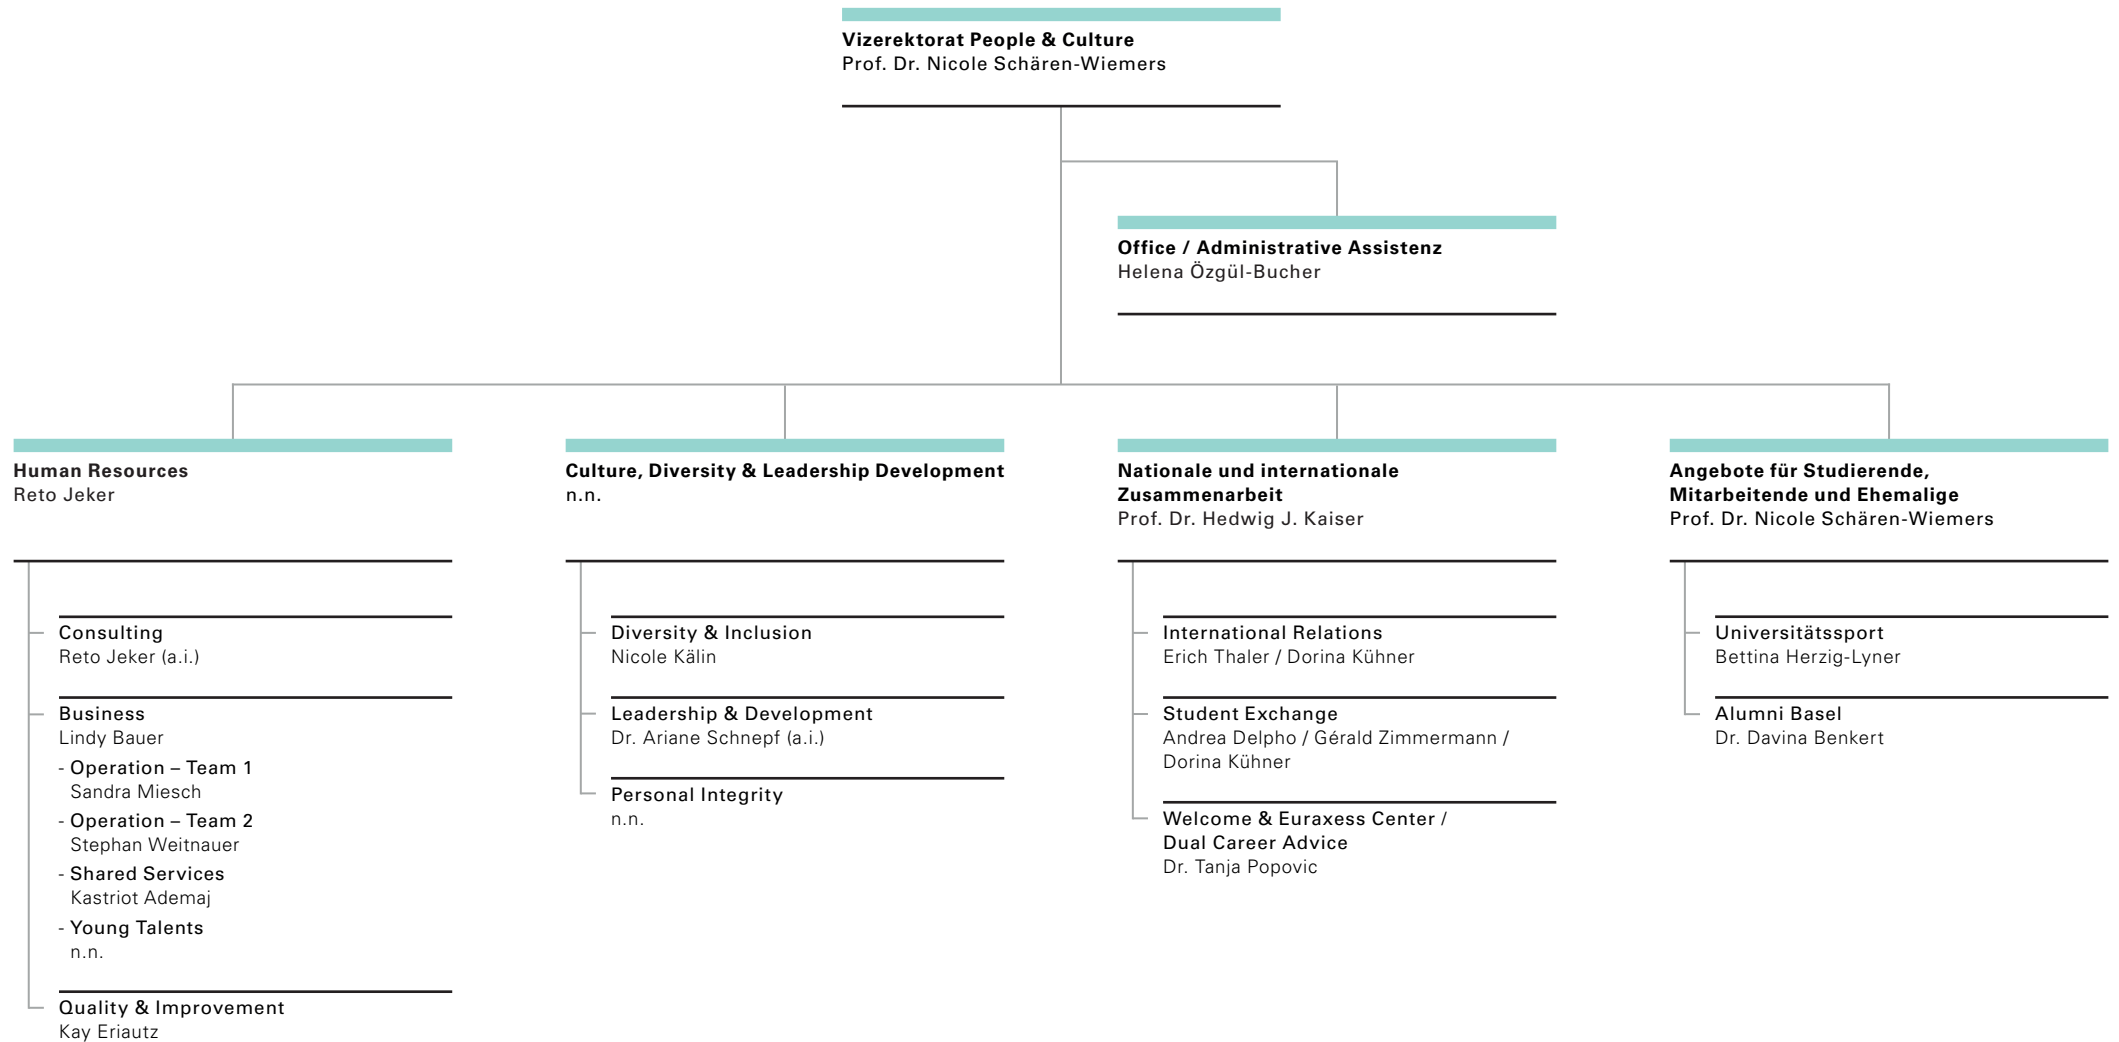 Vizerektorat People & Culture
Prof. Dr. Nicole Schären-Wiemers
Office / Administrative Assistenz
Helena Özgül-Bucher
Human Resources
Reto Jeker
Consulting
Reto Jeker (a.i.)
Business
Lindy Bauer
- Operation – Team 1
Sandra Miesch
- Operation – Team 2
Stephan Weitnauer
- Shared Services
Kastriot Ademaj
- Young Talents
n.n.
Quality & Improvement
Kay Eriautz
Culture, Diversity & Leadership Development
n.n.
Diversity & Inclusion
Nicole Kälin
Leadership & Development
Dr. Ariane Schnepf (a.i.)
Personal Integrity
n.n.
Nationale und internationale
Zusammenarbeit
Prof. Dr. Hedwig J. Kaiser
International Relations
Erich Thaler / Dorina Kühner
Student Exchange
Andrea Delpho / Gérald Zimmermann /
Dorina Kühner
Welcome & Euraxess Center /
Dual Career Advice
Dr. Tanja Popovic
Angebote für Studierende,
Mitarbeitende und Ehemalige
Prof. Dr. Nicole Schären-Wiemers
Universitätssport
Bettina Herzig-Lyner
Alumni Basel
Dr. Davina Benkert